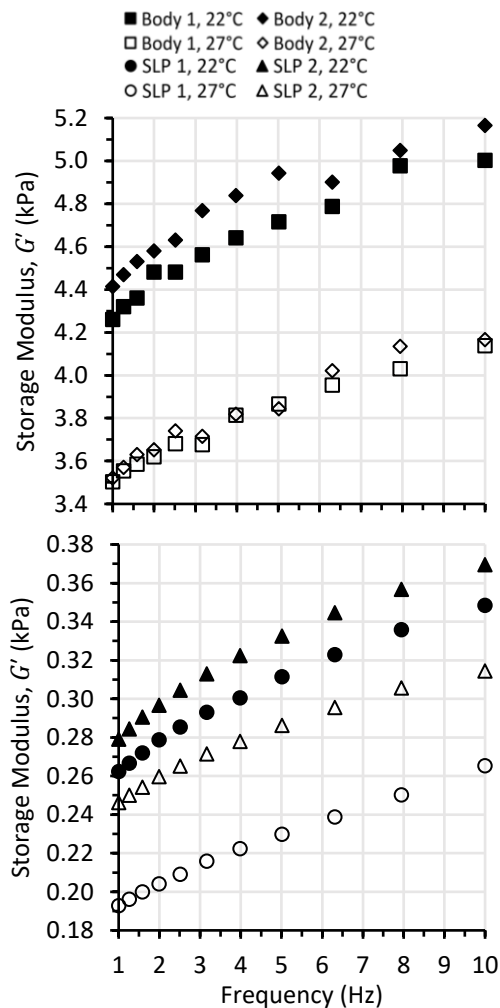 Body 1, 22°C Body 2, 22°C
Body 1, 27°C Body 2, 27°C
SLP 1, 22°C SLP 2, 22°C
SLP 1, 27°C SLP 2, 27°C
Storage Modulus, G′ (kPa)
5.2
5.0
4.8
4.6
4.4
4.2
4.0
3.8
3.6
3.4
Storage Modulus, G′ (kPa)
0.38
0.36
0.34
0.32
0.30
0.28
0.26
0.24
0.22
0.20
0.18
1 2 3 4 5 6 7 8 9 10
Frequency (Hz)